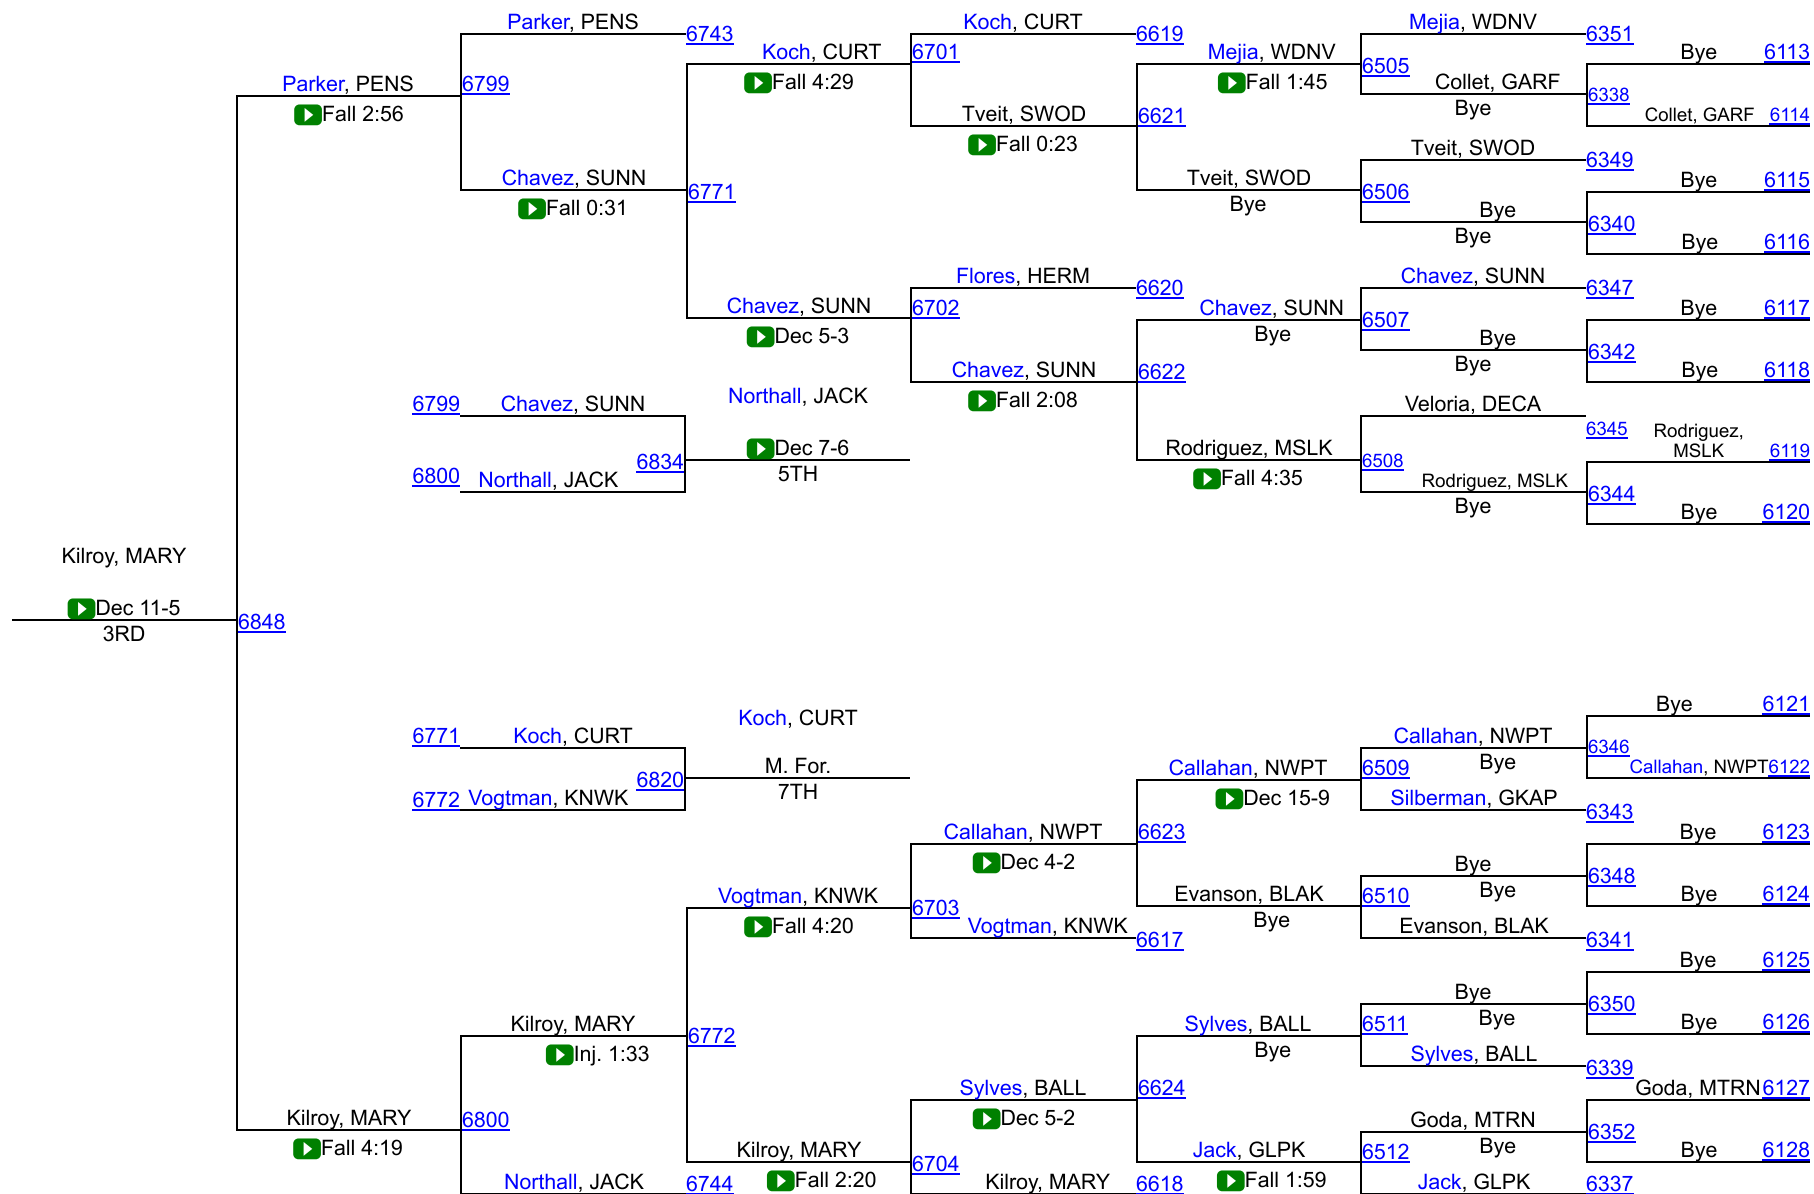 Parker, PENS 6743
Koch, CURT 6619
Mejia, WDNV 6351
Koch, CURT 6701
Mejia, WDNV 6505
Bye 6113
Parker, PENS 6799
Fall 4:29
Fall 1:45
Collet, GARF 6338
Bye
Fall 2:56
Tveit, SWOD 6621
Collet, GARF 6114
Fall 0:23
Tveit, SWOD 6349
Chavez, SUNN 6771
Tveit, SWOD 6506
Bye 6115
Fall 0:31
Bye
Bye 6340
Bye
Bye 6116
Flores, HERM 6620
Chavez, SUNN 6347
Chavez, SUNN 6702
Chavez, SUNN 6507
Bye 6117
Dec 5-3
Bye
Bye 6342
Bye
Chavez, SUNN 6622
Bye 6118
6799 Chavez, SUNN
Northall, JACK
Fall 2:08
Veloria, DECA 6345
Rodriguez,
MSLK 6119
6834 Dec 7-6
5TH
Rodriguez, MSLK 6508
Fall 4:35
6800 Northall, JACK
Rodriguez, MSLK 6344
Bye
Bye 6120
Kilroy, MARY
Dec 11-5 6848
3RD
Bye 6121
6771 Koch, CURT
Koch, CURT
Callahan, NWPT 6346
Bye
6820 M. For.
7TH
Callahan, NWPT 6509
Callahan, NWPT 6122
6772 Vogtman, KNWK
Dec 15-9
Silberman, GKAP 6343
Callahan, NWPT 6623
Bye 6123
Dec 4-2
Bye 6348
Bye
Vogtman, KNWK 6703
Evanson, BLAK 6510
Bye 6124
Fall 4:20
Vogtman, KNWK 6617
Bye
Evanson, BLAK 6341
Bye 6125
Bye 6350
Bye
Kilroy, MARY 6772
Sylves, BALL 6511
Bye 6126
Inj. 1:33
Bye
Sylves, BALL 6339
Sylves, BALL 6624
Goda, MTRN 6127
Kilroy, MARY 6800
Dec 5-2
Goda, MTRN 6352
Bye
Fall 4:19
Kilroy, MARY 6704
Jack, GLPK 6512
Bye 6128
Northall, JACK 6744
Fall 2:20
Kilroy, MARY 6618
Fall 1:59
Jack, GLPK 6337